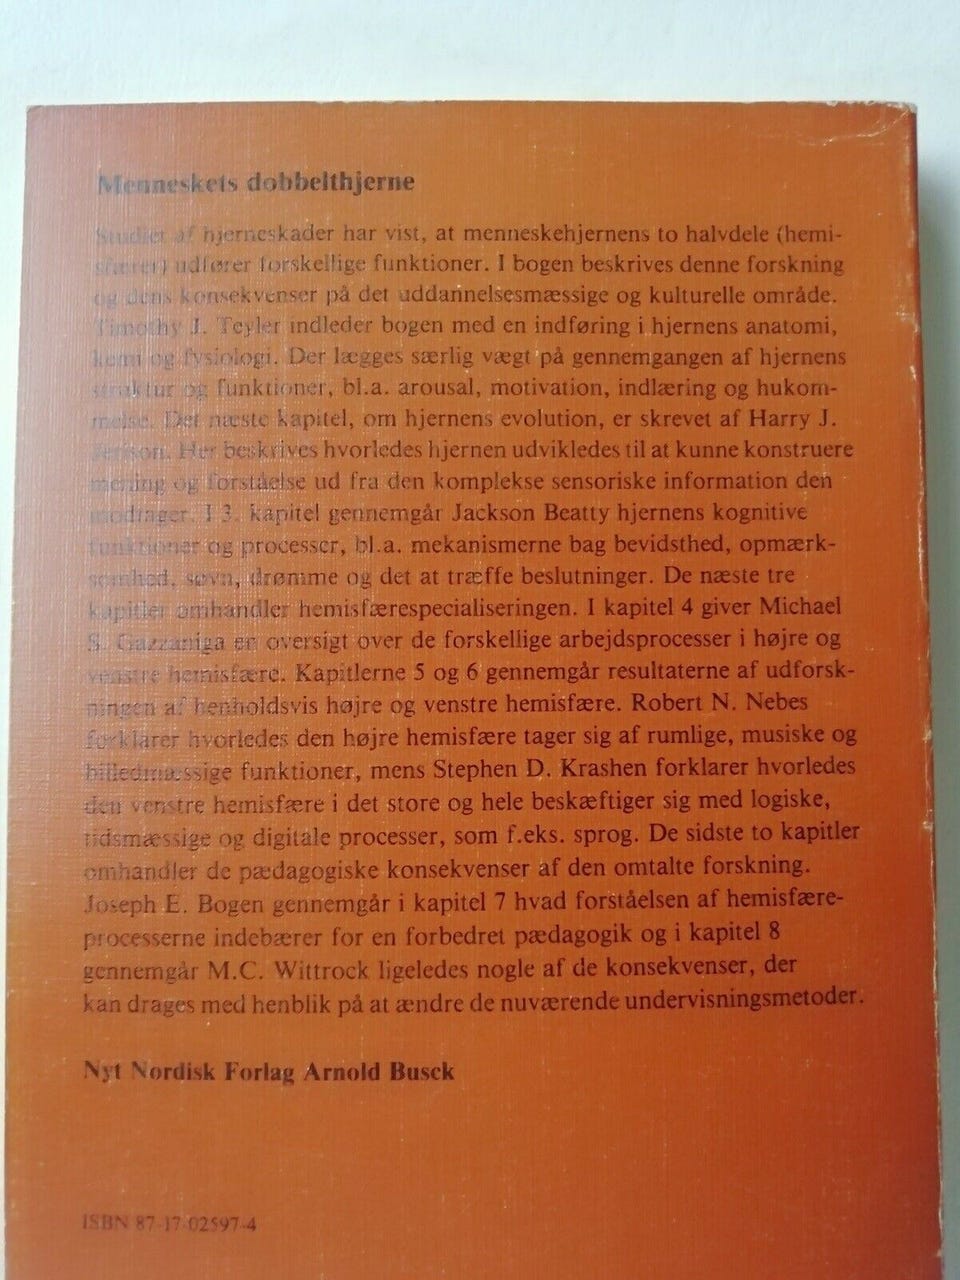 Menneskets dobbelthjerne
Studiet af hjerneskader har vist, at menneskehjernens to halvdele (hemi-
sfærer) udfører forskellige funktioner. I bogen beskrives denne forskning
og dens konsekvenser på det uddannelsesmæssige og kulturelle område.
Timothy J. Teyler indleder bogen med en indføring i hjernens anatomi,
kemi og fysiologi. Der lægges særlig vægt på gennemgangen af hjernens
struktur og funktioner, bl.a. arousal, motivation, indlæring og hukom-
melse. Det næste kapitel, om hjernens evolution, er skrevet af Harry J.
Jerison. Her beskrives hvorledes hjernen udvikledes til at kunne konstruere
mening og forståelse ud fra den komplekse sensoriske information den
modtager. I 3. kapitel gennemgår Jackson Beatty hjernens kognitive
funktioner og processer, bl.a. mekanismerne bag bevidsthed, opmærk-
somhed, søvn, drømme og det at træffe beslutninger. De næste tre
kapitler omhandler hemisfærespecialiseringen. I kapitel 4 giver Michael
S. Gazzaniga en oversigt over de forskellige arbejdsprocesser i højre og
venstre hemisfære. Kapitlerne 5 og 6 gennemgår resultaterne af udforsk-
ningen af henholdsvis højre og venstre hemisfære. Robert N. Nebes
forklarer hvorledes den højre hemisfære tager sig af rumlige, musiske og
billedmæssige funktioner, mens Stephen D. Krashen forklarer hvorledes
den venstre hemisfære i det store og hele beskæftiger sig med logiske,
tidsmæssige og digitale processer, som f.eks. sprog. De sidste to kapitler
omhandler de pædagogiske konsekvenser af den omtalte forskning.
Joseph E. Bogen gennemgår i kapitel 7 hvad forståelsen af hemisfære-
processerne indebærer for en forbedret pædagogik og i kapitel 8
gennemgår M.C. Wittrock ligeledes nogle af de konsekvenser, der
kan drages med henblik på at ændre de nuværende undervisningsmetoder.
Nyt Nordisk Forlag Arnold Busck
ISBN 87-17-02597-4